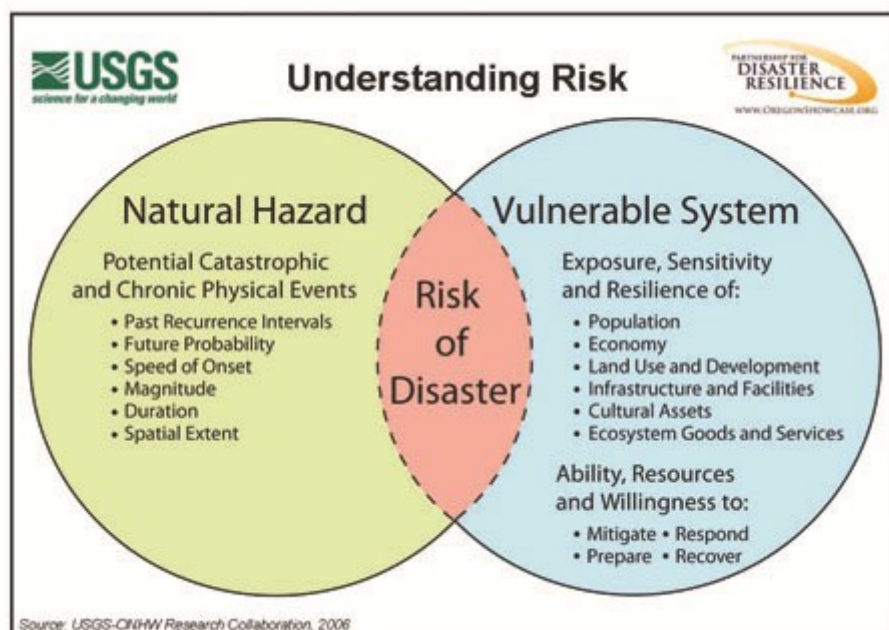 USGS
science for a changing world
Understanding Risk
PARTNERSHIP FOR
DISASTER
RESILIENCE
WWW.OREGONSHOWCASE.ORG
Natural Hazard
Potential Catastrophic
and Chronic Physical Events
• Past Recurrence Intervals
• Future Probability
• Speed of Onset
• Magnitude
• Duration
• Spatial Extent
Risk
of
Disaster
Vulnerable System
Exposure, Sensitivity
and Resilience of:
• Population
• Economy
• Land Use and Development
• Infrastructure and Facilities
• Cultural Assets
• Ecosystem Goods and Services
Ability, Resources
and Willingness to:
• Mitigate • Respond
• Prepare • Recover
Source: USGS-ONHW Research Collaboration, 2006